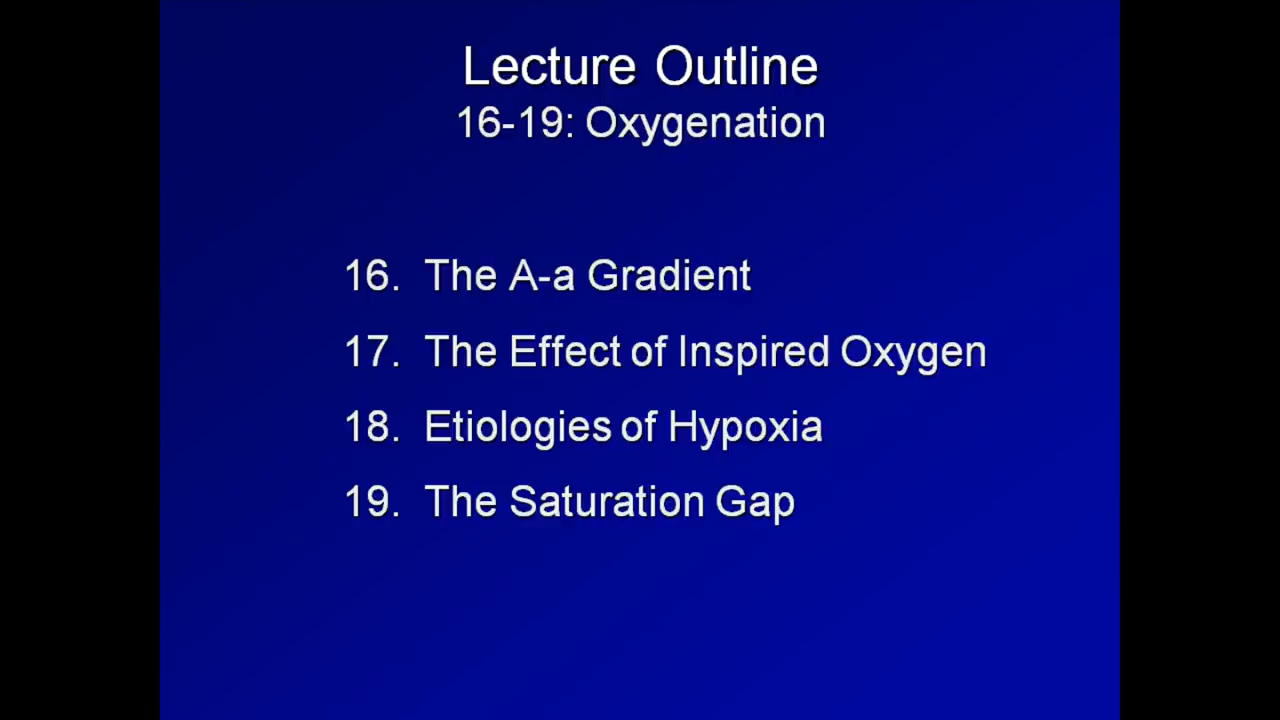 Lecture Outline
16-19: Oxygenation
16. The A-a Gradient
17. The Effect of Inspired Oxygen
18. Etiologies of Hypoxia
19. The Saturation Gap